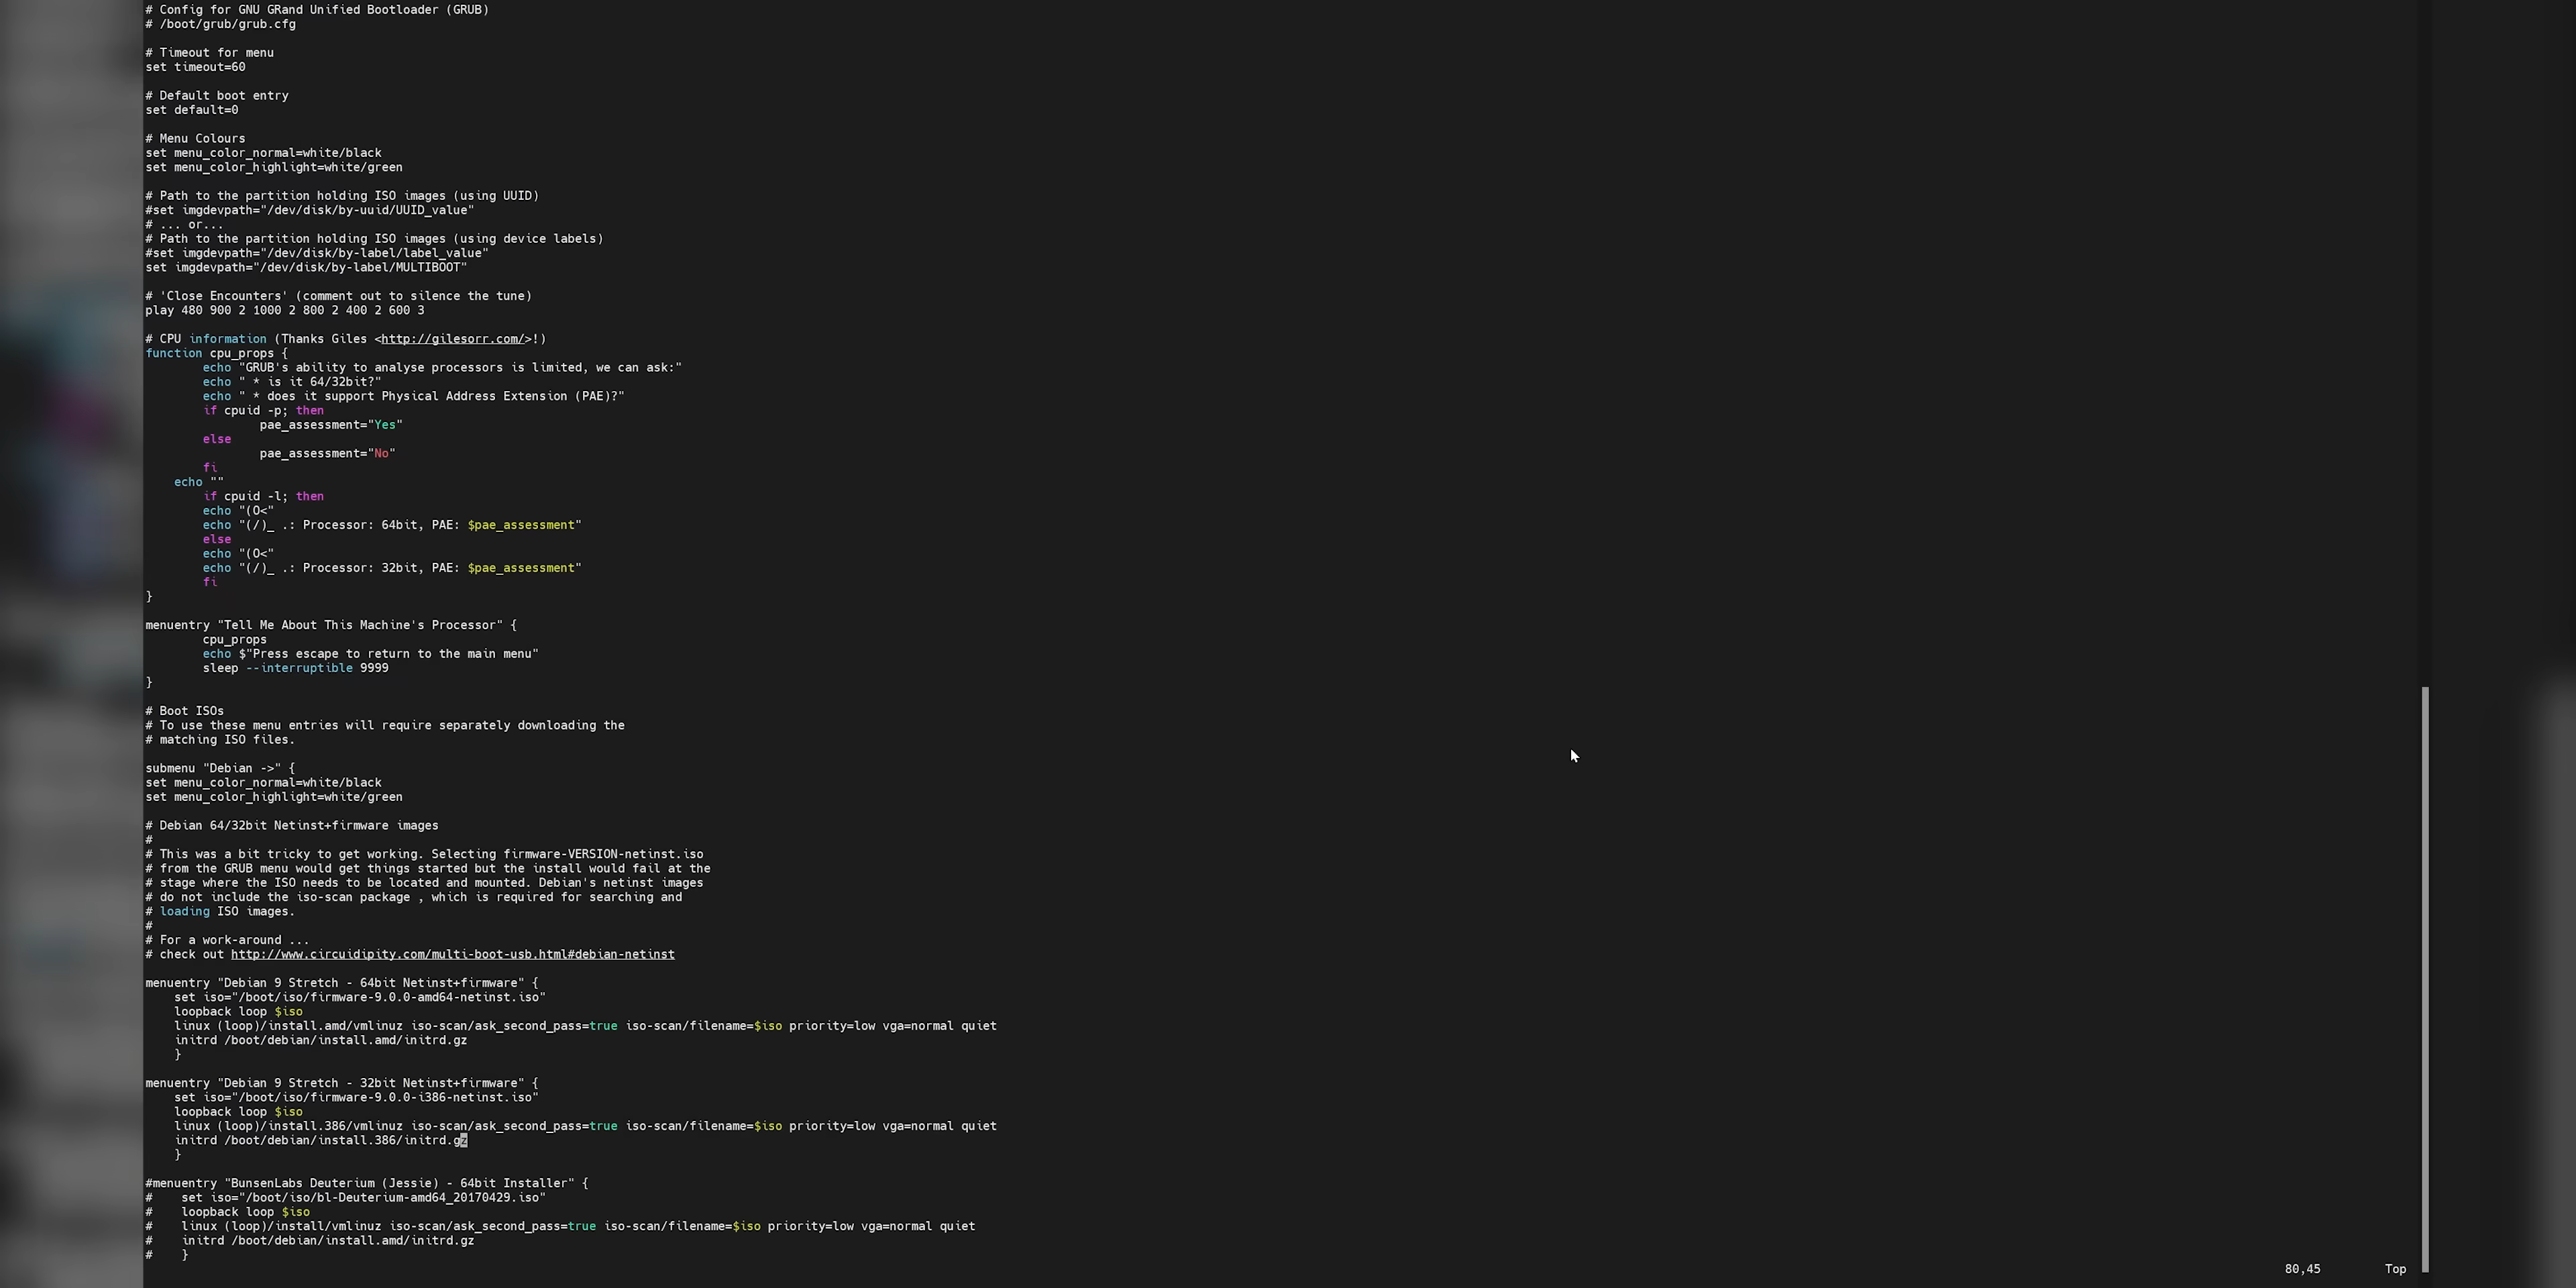 # Config for GNU GRand Unified Bootloader (GRUB)
# /boot/grub/grub.cfg

# Timeout for menu
set timeout=60

# Default boot entry
set default=0

# Menu Colours
set menu_color_normal=white/black
set menu_color_highlight=white/green

# Path to the partition holding ISO images (using UUID)
#set imgdevpath="/dev/disk/by-uuid/UUID_value"
# ... or...
# Path to the partition holding ISO images (using device labels)
#set imgdevpath="/dev/disk/by-label/label_value"
set imgdevpath="/dev/disk/by-label/MULTIBOOT"

# 'Close Encounters' (comment out to silence the tune)
play 480 900 2 1000 2 800 2 400 2 600 3

# CPU information (Thanks Giles <http://gilesorr.com/>!)
function cpu_props {
        echo "GRUB's ability to analyse processors is limited, we can ask:"
        echo " * is it 64/32bit?"
        echo " * does it support Physical Address Extension (PAE)?"
        if cpuid -p; then
                pae_assessment="Yes"
        else
                pae_assessment="No"
        fi
    echo ""
        if cpuid -l; then
        echo "(O<"
        echo "(/)_ .: Processor: 64bit, PAE: $pae_assessment"
        else
        echo "(O<"
        echo "(/)_ .: Processor: 32bit, PAE: $pae_assessment"
        fi
}

menuentry "Tell Me About This Machine's Processor" {
        cpu_props
        echo $"Press escape to return to the main menu"
        sleep --interruptible 9999
}

# Boot ISOs
# To use these menu entries will require separately downloading the
# matching ISO files.

submenu "Debian ->" {
set menu_color_normal=white/black
set menu_color_highlight=white/green

# Debian 64/32bit Netinst+firmware images
#
# This was a bit tricky to get working. Selecting firmware-VERSION-netinst.iso
# from the GRUB menu would get things started but the install would fail at the
# stage where the ISO needs to be located and mounted. Debian's netinst images
# do not include the iso-scan package , which is required for searching and
# loading ISO images.
#
# For a work-around ...
# check out http://www.circuidipity.com/multi-boot-usb.html#debian-netinst

menuentry "Debian 9 Stretch - 64bit Netinst+firmware" {
    set iso="/boot/iso/firmware-9.0.0-amd64-netinst.iso"
    loopback loop $iso
    linux (loop)/install.amd/vmlinuz iso-scan/ask_second_pass=true iso-scan/filename=$iso priority=low vga=normal quiet
    initrd /boot/debian/install.amd/initrd.gz
    }

menuentry "Debian 9 Stretch - 32bit Netinst+firmware" {
    set iso="/boot/iso/firmware-9.0.0-i386-netinst.iso"
    loopback loop $iso
    linux (loop)/install.386/vmlinuz iso-scan/ask_second_pass=true iso-scan/filename=$iso priority=low vga=normal quiet
    initrd /boot/debian/install.386/initrd.gz
    }

#menuentry "BunsenLabs Deuterium (Jessie) - 64bit Installer" {
#    set iso="/boot/iso/bl-Deuterium-amd64_20170429.iso"
#    loopback loop $iso
#    linux (loop)/install/vmlinuz iso-scan/ask_second_pass=true iso-scan/filename=$iso priority=low vga=normal quiet
#    initrd /boot/debian/install.amd/initrd.gz
#    }
80,45 Top